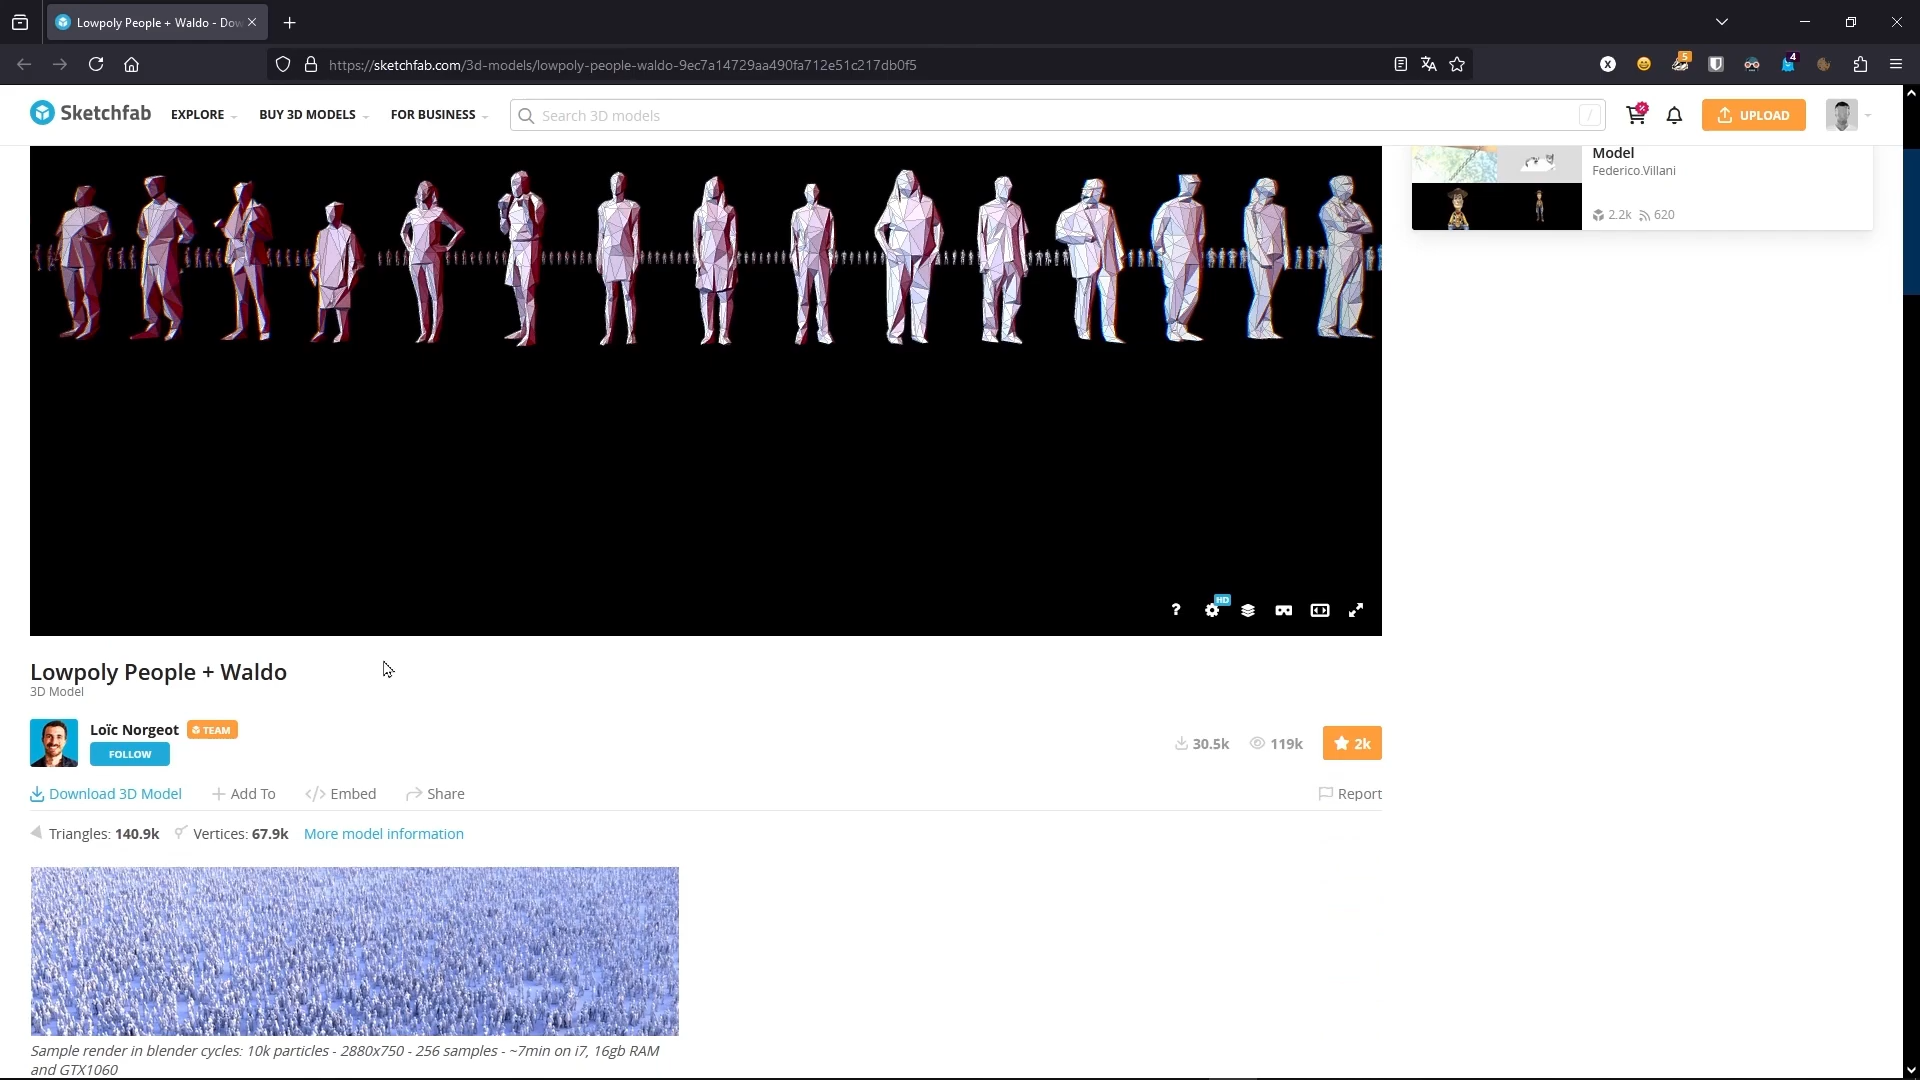 Lowpoly People + Waldo - Dow
https://sketchfab.com/3d-models/lowpoly-people-waldo-9ec7a14729aa490fa712e51c217db0f5
5
4
Sketchfab
EXPLORE
BUY 3D MODELS
FOR BUSINESS
Search 3D models
/
UPLOAD
Model
Federico.Villani
2.2k 620
?
HD
Lowpoly People + Waldo
3D Model
Loïc Norgeot TEAM
FOLLOW
30.5k 119k 2k
Download 3D Model Add To Embed Share Report
Triangles: 140.9k Vertices: 67.9k More model information
Sample render in blender cycles: 10k particles - 2880x750 - 256 samples - ~7min on i7, 16gb RAM
and GTX1060